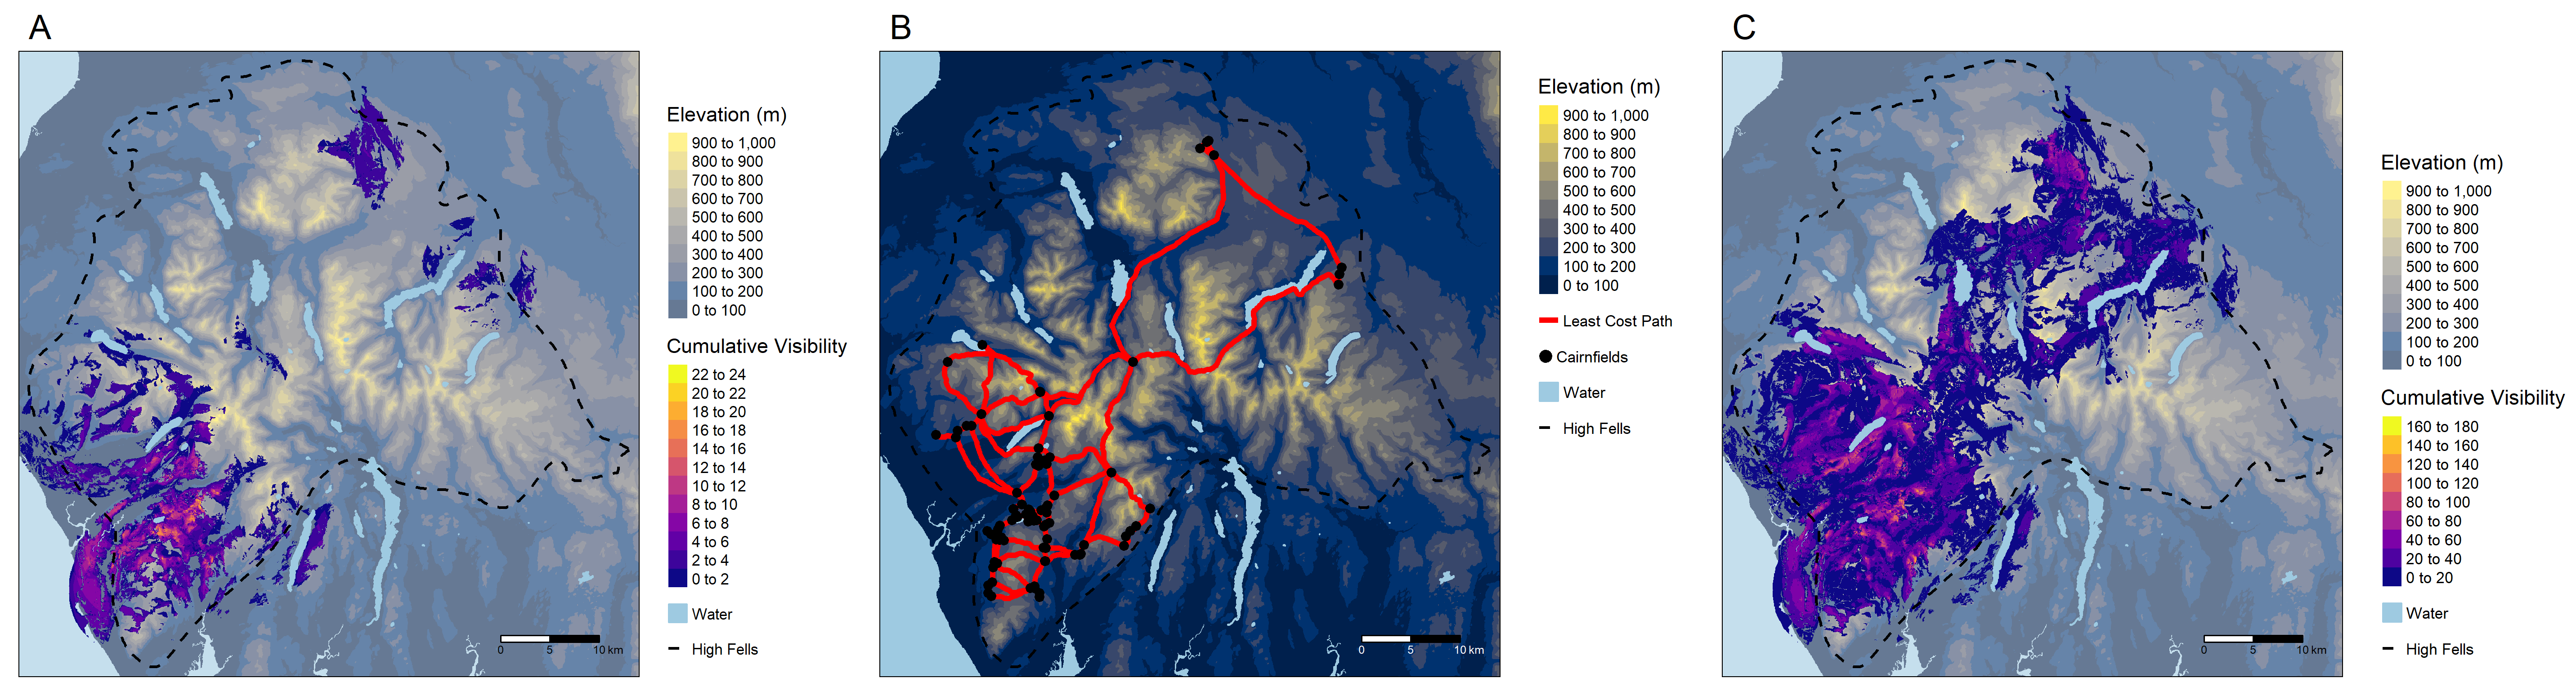 A
Elevation (m)
900 to 1,000
800 to 900
700 to 800
600 to 700
500 to 600
400 to 500
300 to 400
200 to 300
100 to 200
0 to 100
Cumulative Visibility
22 to 24
20 to 22
18 to 20
16 to 18
14 to 16
12 to 14
10 to 12
8 to 10
6 to 8
4 to 6
2 to 4
0 to 2
Water
High Fells
0 5 10 km
B
Elevation (m)
900 to 1,000
800 to 900
700 to 800
600 to 700
500 to 600
400 to 500
300 to 400
200 to 300
100 to 200
0 to 100
Least Cost Path
Cairnfields
Water
High Fells
0 5 10 km
C
Elevation (m)
900 to 1,000
800 to 900
700 to 800
600 to 700
500 to 600
400 to 500
300 to 400
200 to 300
100 to 200
0 to 100
Cumulative Visibility
160 to 180
140 to 160
120 to 140
100 to 120
80 to 100
60 to 80
40 to 60
20 to 40
0 to 20
Water
High Fells
0 5 10 km